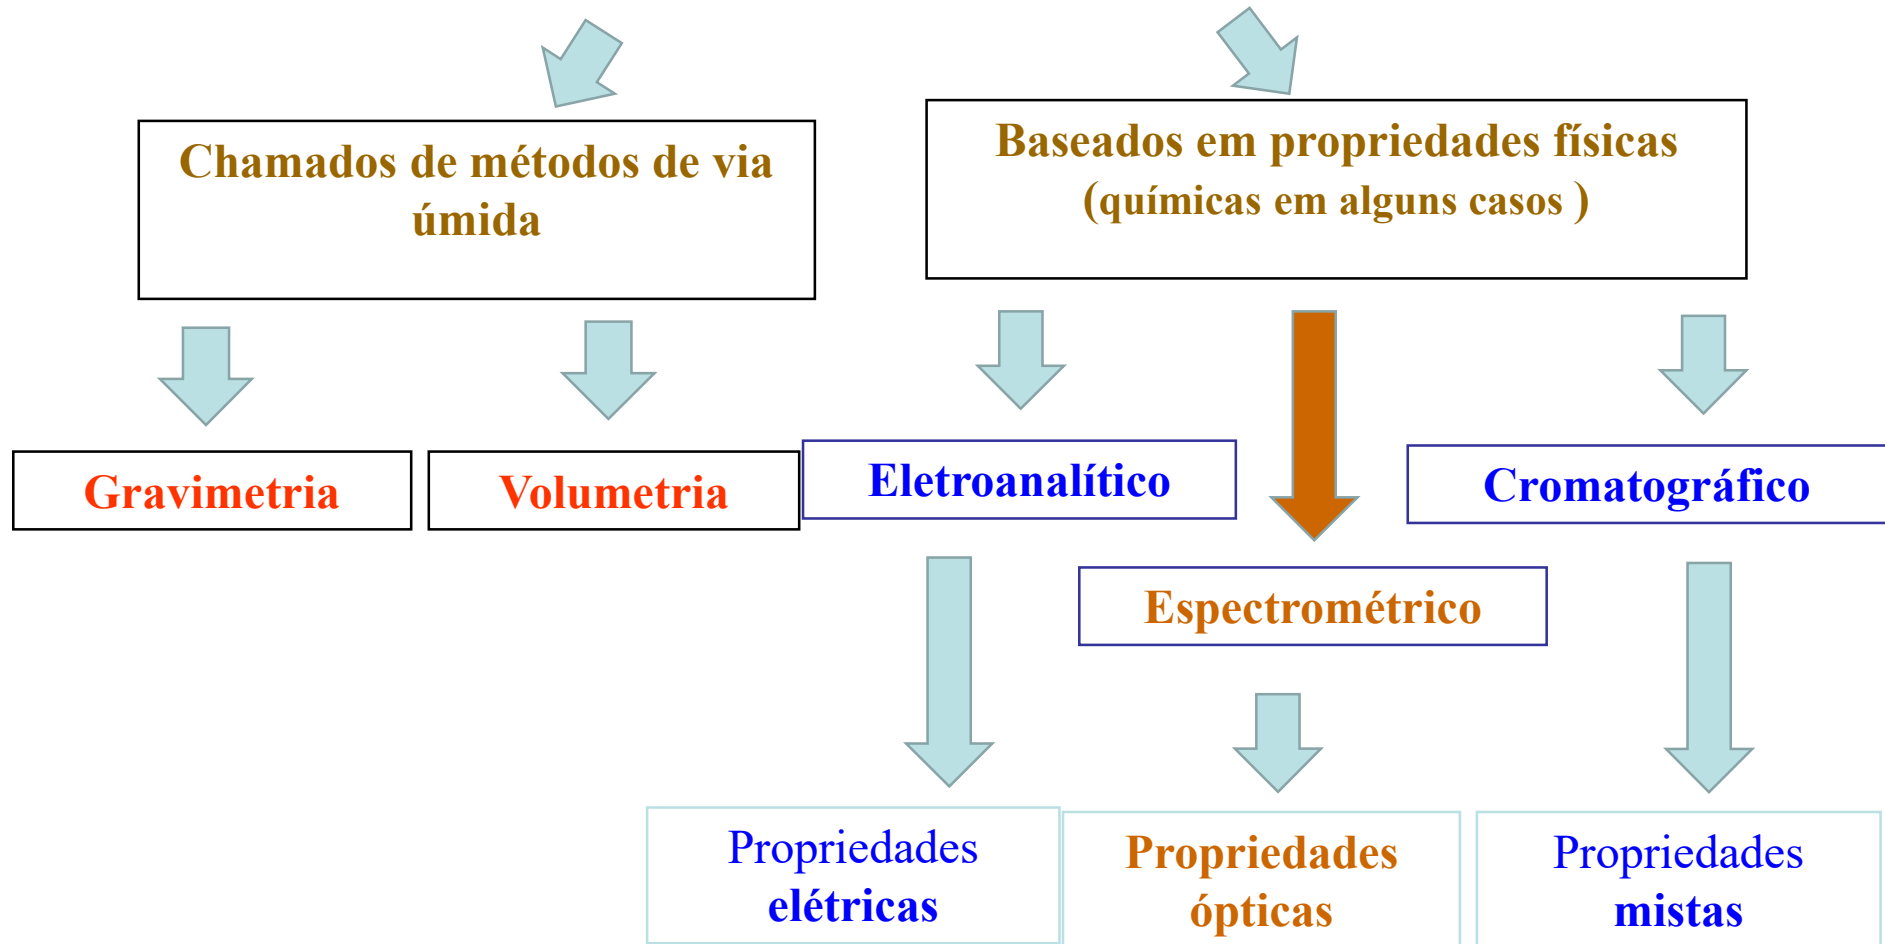 Chamados de métodos de via
úmida
Baseados em propriedades físicas
(químicas em alguns casos )
Gravimetria
Volumetria
Eletroanalítico
Cromatográfico
Espectrométrico
Propriedades
elétricas
Propriedades
ópticas
Propriedades
mistas